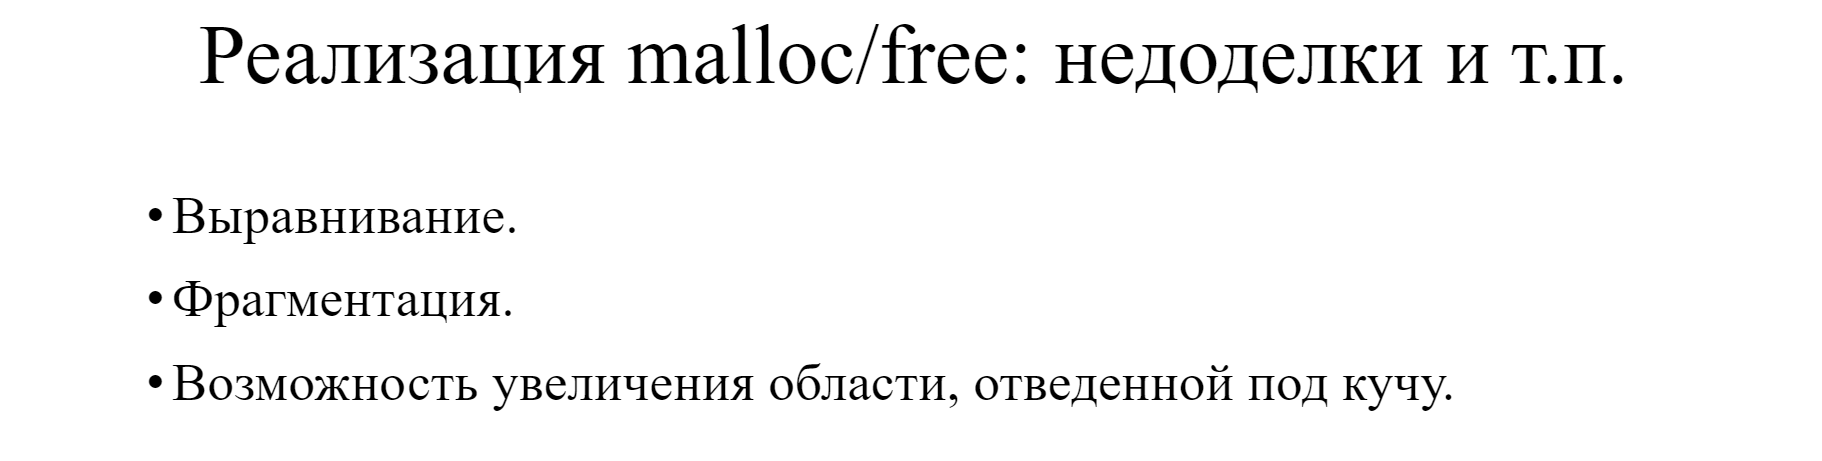 Реализация malloc/free: недоделки и т.п.
• Выравнивание.
• Фрагментация.
• Возможность увеличения области, отведенной под кучу.